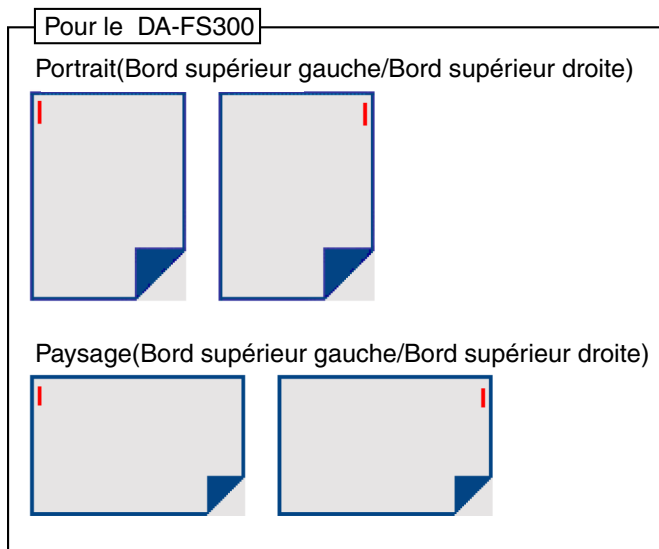 Pour le DA-FS300
Portrait(Bord supérieur gauche/Bord supérieur droite)
Paysage(Bord supérieur gauche/Bord supérieur droite)